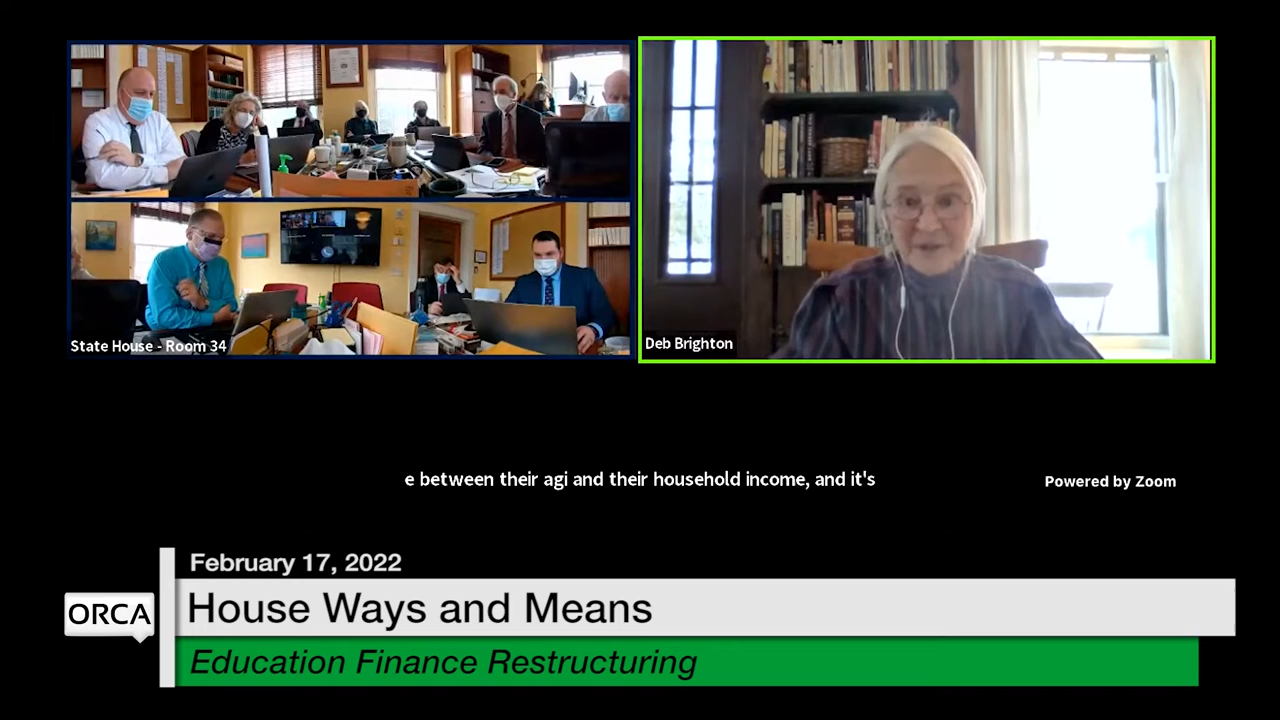 State House - Room 34
Deb Brighton
e between their agi and their household income, and it's
Powered by Zoom
February 17, 2022
ORCA
House Ways and Means
Education Finance Restructuring